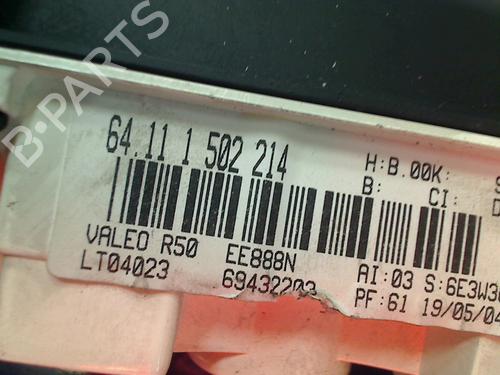 B-PARTS
64.11 1 502 214
H:B.00K:
B: CI:
VALEO R50 EE888N
LT04023 69432203
AI:03
PF:61 19/05/04